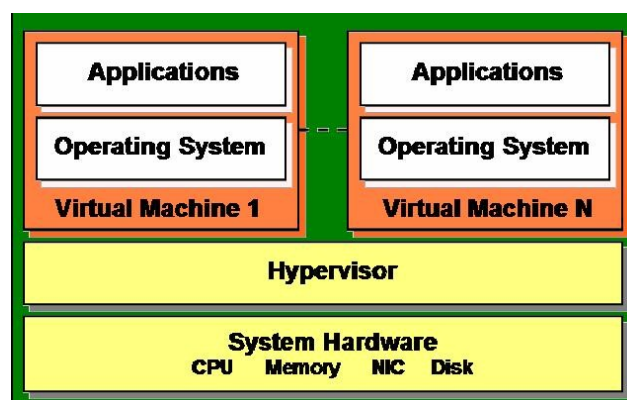 Applications
Operating System
Virtual Machine 1
Applications
Operating System
Virtual Machine N
Hypervisor
System Hardware
CPU Memory NIC Disk